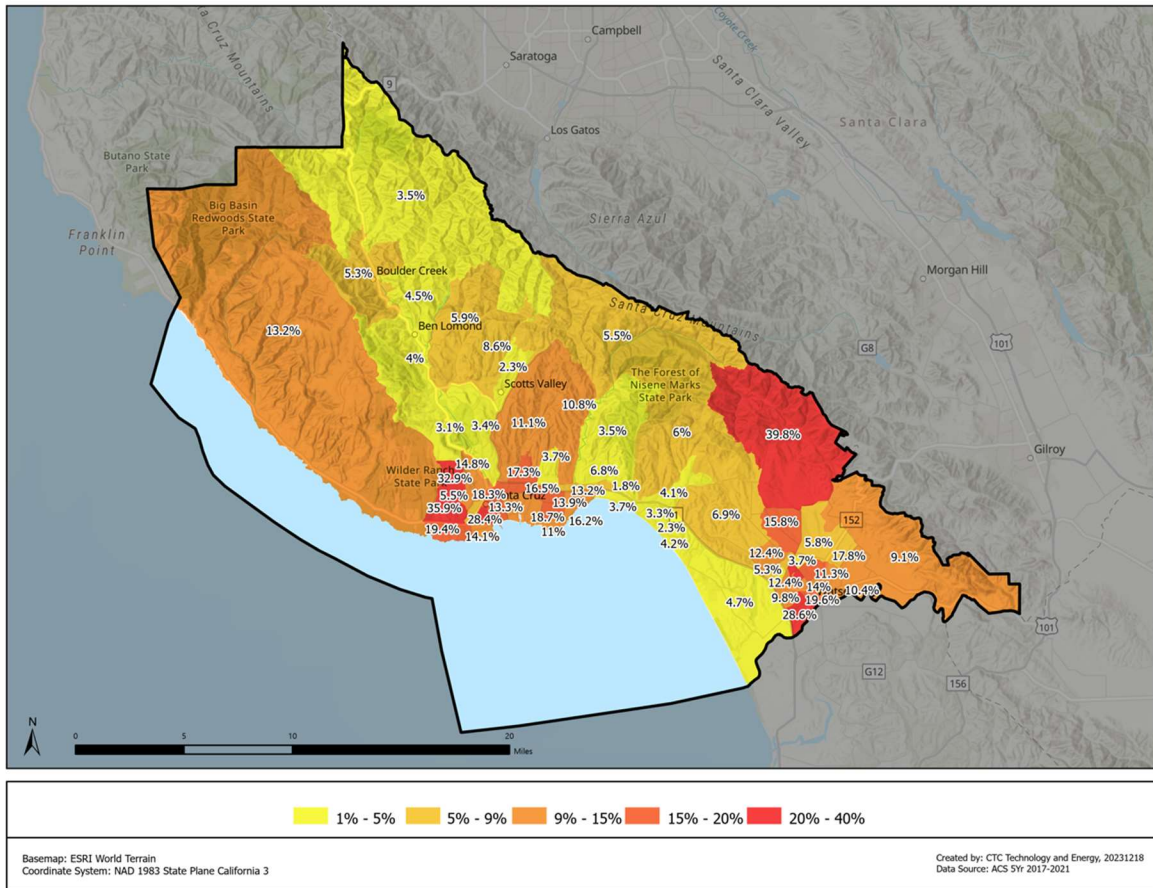 Campbell
Coyote Creek
Saratoga
Santa Cruz Mountains
9
Santa Clara Valley
Los Gatos
Santa Clara
Butano State
Park
3.5%
Big Basin
Redwoods State
Park
Sierra Azul
Franklin
Point
5.3%
Boulder Creek
Morgan Hill
4.5%
Santa Cruz Mountains
5.9%
13.2%
Ben Lomond
5.5%
101
8.6%
G8
4%
2.3%
The Forest of
Nisene Marks
State Park
Scotts Valley
10.8%
11.1%
3.1%
3.4%
3.5%
6%
39.8%
Gilroy
3.7%
14.8%
Wilder Ranch
State Park
32.9%
17.3%
6.8%
5.5%
18.3%
16.5%
13.2%
1.8%
4.1%
nta Cruz
35.9%
13.3%
13.9%
3.7%
3.3%
1
6.9%
15.8%
152
28.4%
18.7%
16.2%
2.3%
19.4%
14.1%
11%
4.2%
5.8%
12.4%
3.7%
17.8%
9.1%
5.3%
11.3%
12.4%
14%
10.4%
4.7%
9.8%
19.6%
28.6%
101
G12
156
N
0
5
10
20
Miles
1% - 5%
5% - 9%
9% - 15%
15% - 20%
20% - 40%
Basemap: ESRI World Terrain
Coordinate System: NAD 1983 State Plane California 3
Created by: CTC Technology and Energy, 20231218
Data Source: ACS 5Yr 2017-2021